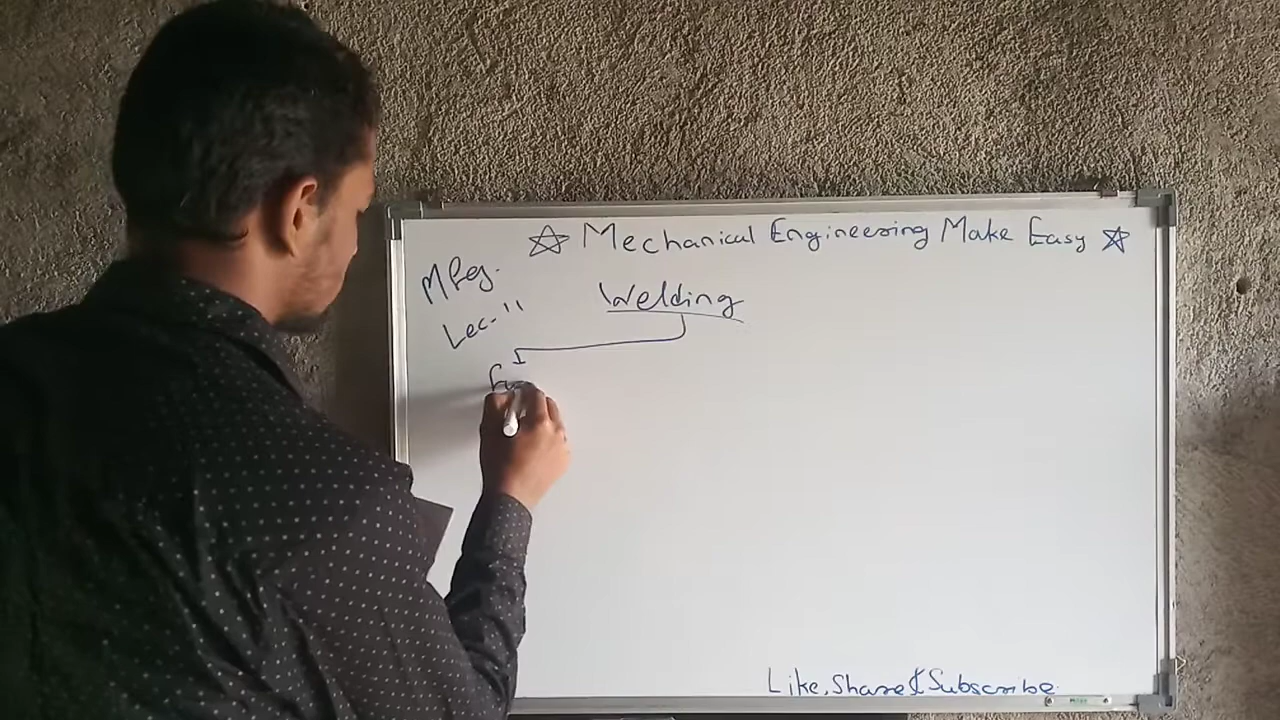 ☆ Mechanical Engineering Make Easy ☆
Mfg.
Lec-11
Welding
Like, Share & Subscribe